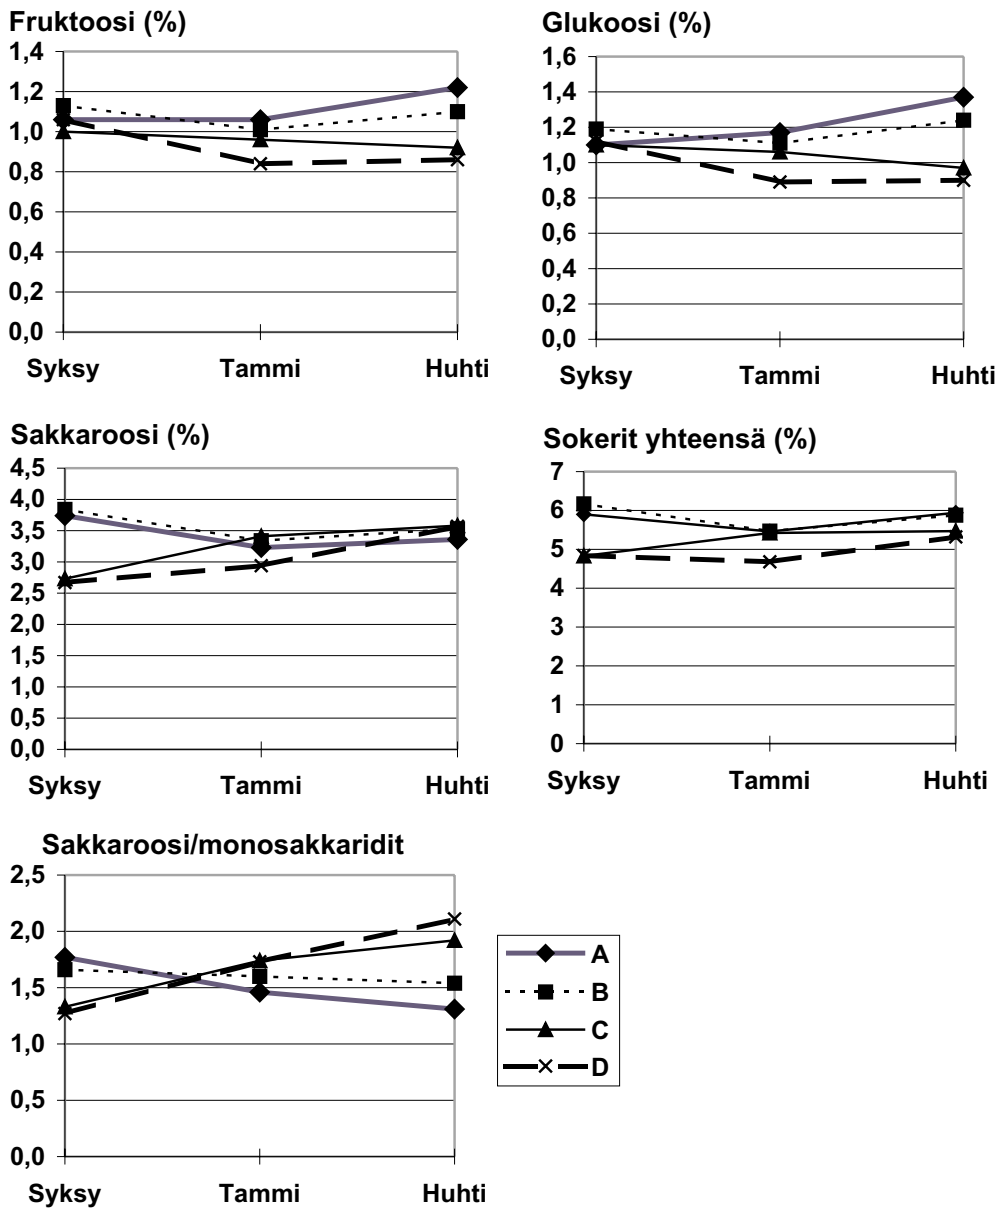 Fruktoosi (%)
1,4
1,2
1,0
0,8
0,6
0,4
0,2
0,0
Syksy Tammi Huhti
Glukoosi (%)
1,6
1,4
1,2
1,0
0,8
0,6
0,4
0,2
0,0
Syksy Tammi Huhti
Sakkaroosi (%)
4,5
4,0
3,5
3,0
2,5
2,0
1,5
1,0
0,5
0,0
Syksy Tammi Huhti
Sokerit yhteensä (%)
7
6
5
4
3
2
1
0
Syksy Tammi Huhti
Sakkaroosi/monosakkaridit
2,5
2,0
1,5
1,0
0,5
0,0
Syksy Tammi Huhti
A
B
C
D